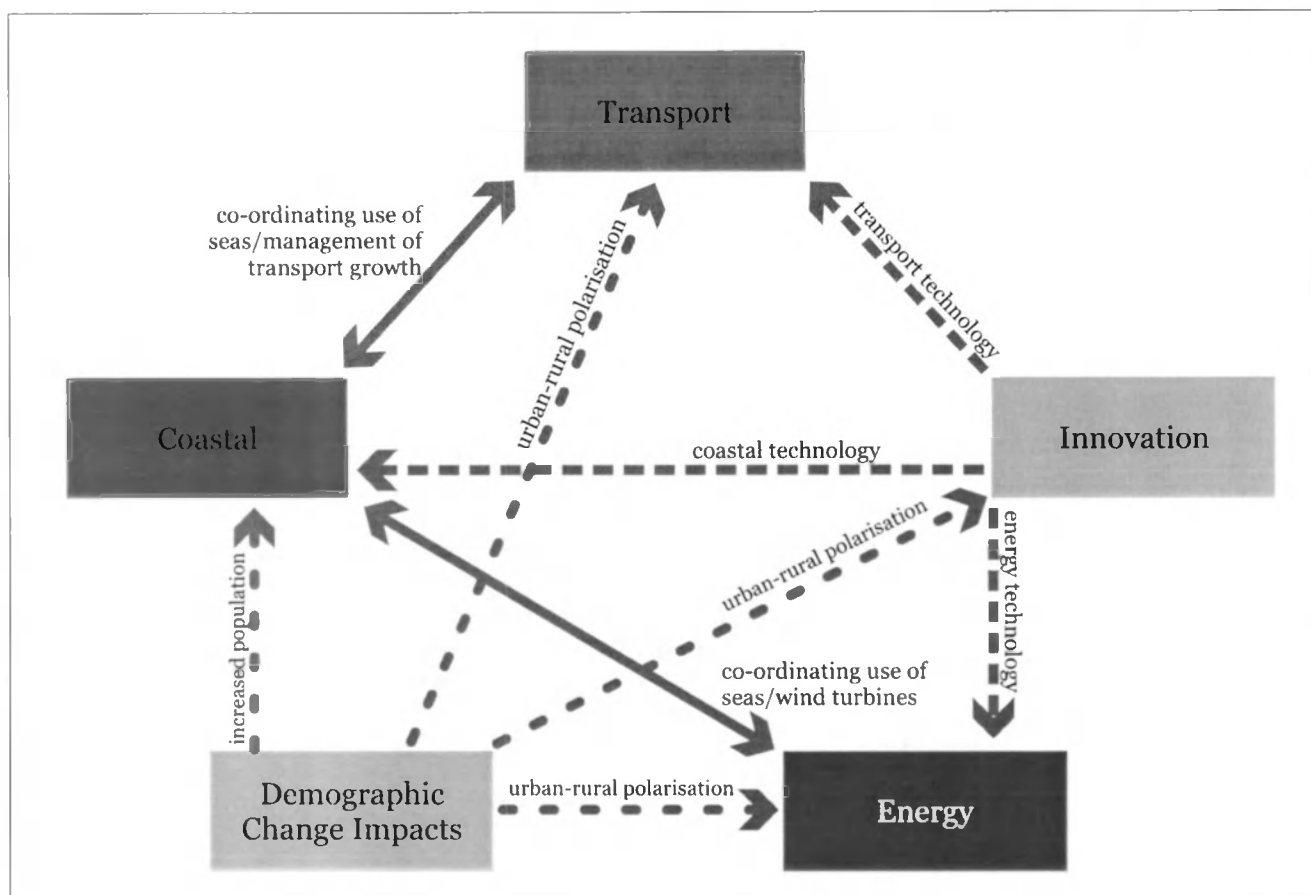 Transport
co-ordinating use of
seas/management of
transport growth
urban-rural polarisation
transport technology
Coastal
coastal technology
Innovation
increased population
urban-rural polarisation
energy technology
co-ordinating use of
seas/wind turbines
Demographic
Change Impacts
urban-rural polarisation
Energy